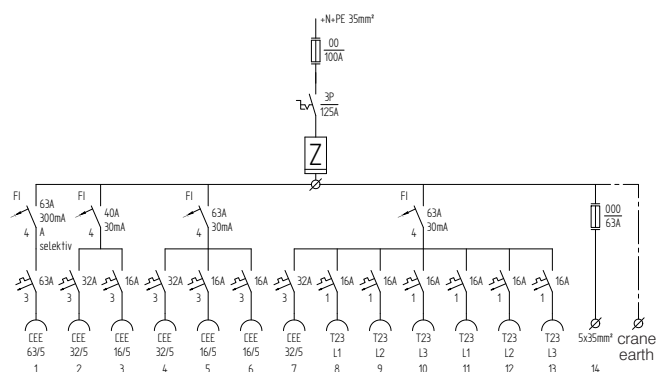 +N+PE 35mm²
00
100A
3P
125A
Z
FI
63A
300mA
A
selektiv
4
FI
40A
30mA
4
FI
63A
30mA
4
FI
63A
30mA
4
000
63A
63A
3
32A
3
16A
3
32A
3
16A
3
16A
3
32A
3
16A
1
16A
1
16A
1
16A
1
16A
1
16A
1
CEE CEE CEE CEE CEE CEE CEE T23 T23 T23 T23 T23 T23 5x35mm² crane
63/5 32/5 16/5 32/5 16/5 16/5 32/5 L1 L2 L3 L1 L2 L3 earth
1 2 3 4 5 6 7 8 9 10 11 12 13 14